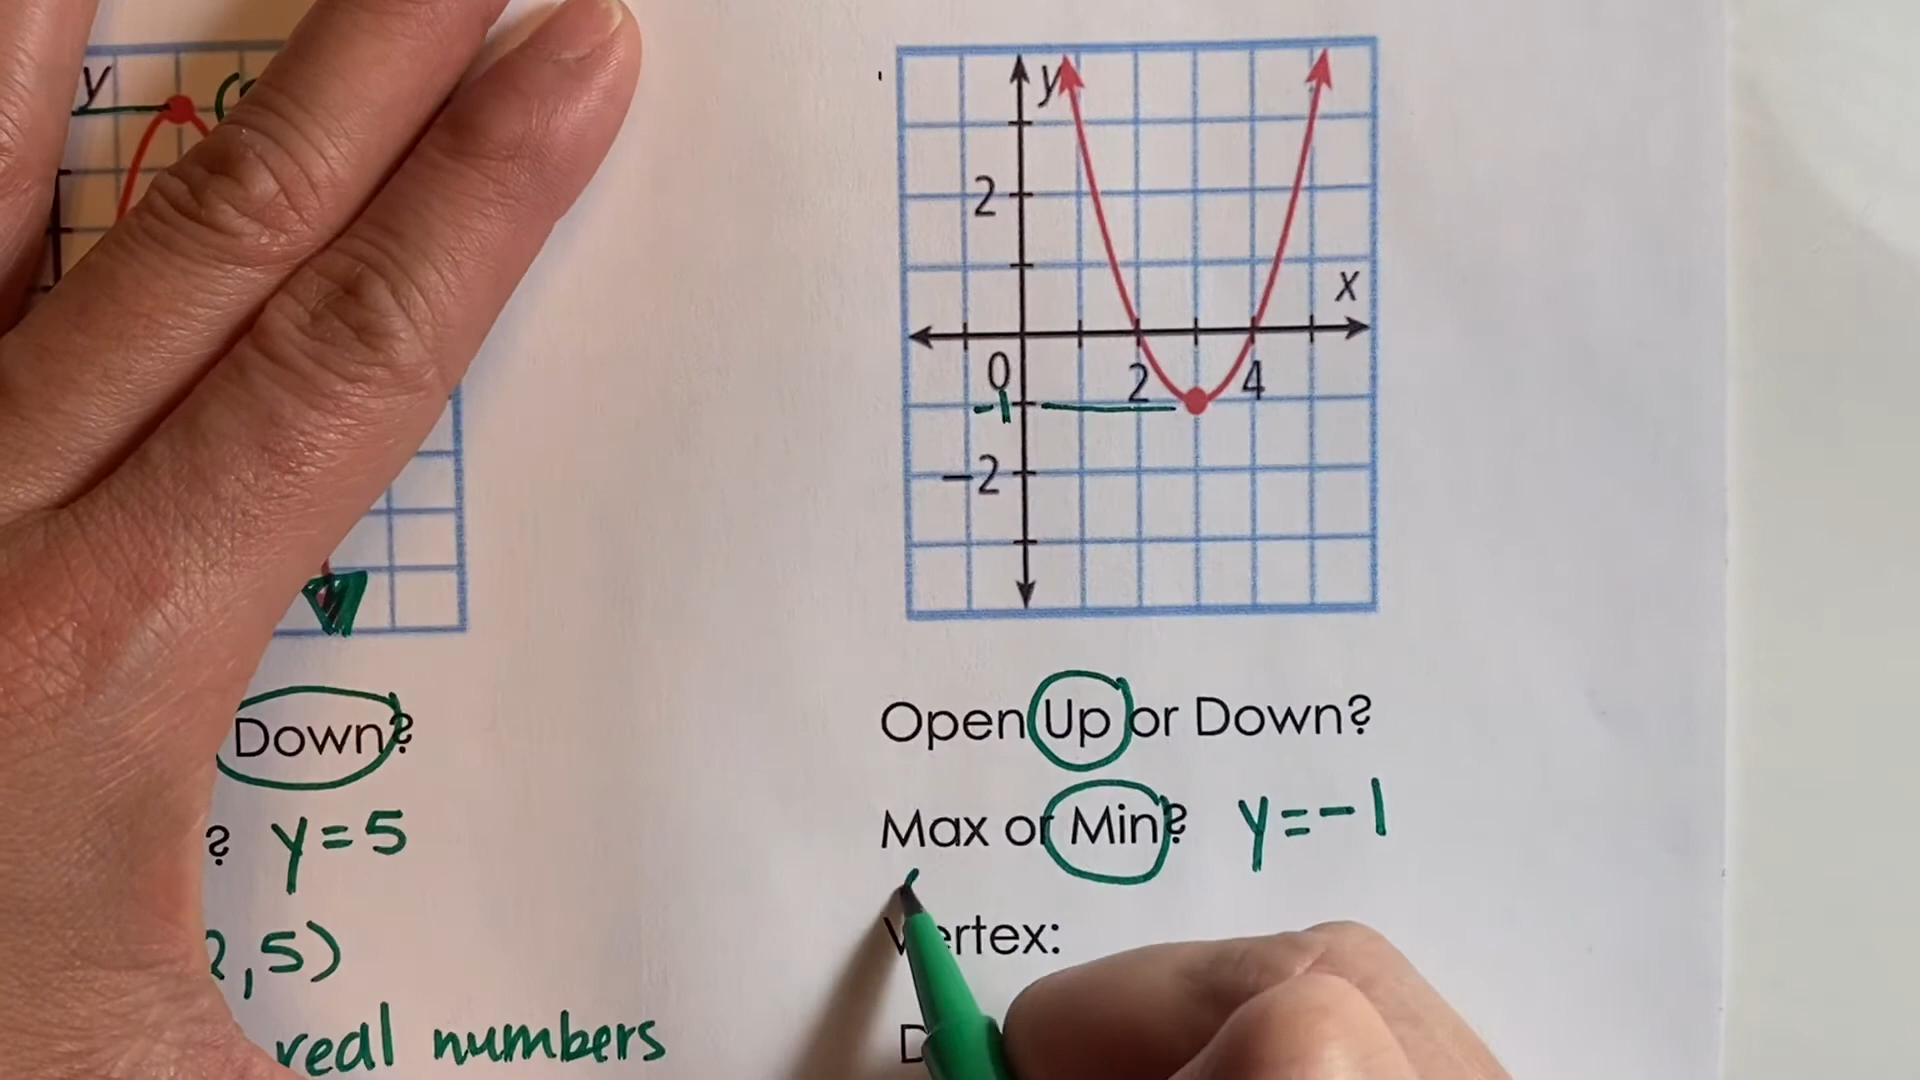 y
Down?
? y=5
2,5)
real numbers
y
2
x
0
2
4
-1
−2
Open Up or Down?
Max or Min? y=-1
Vertex:
D